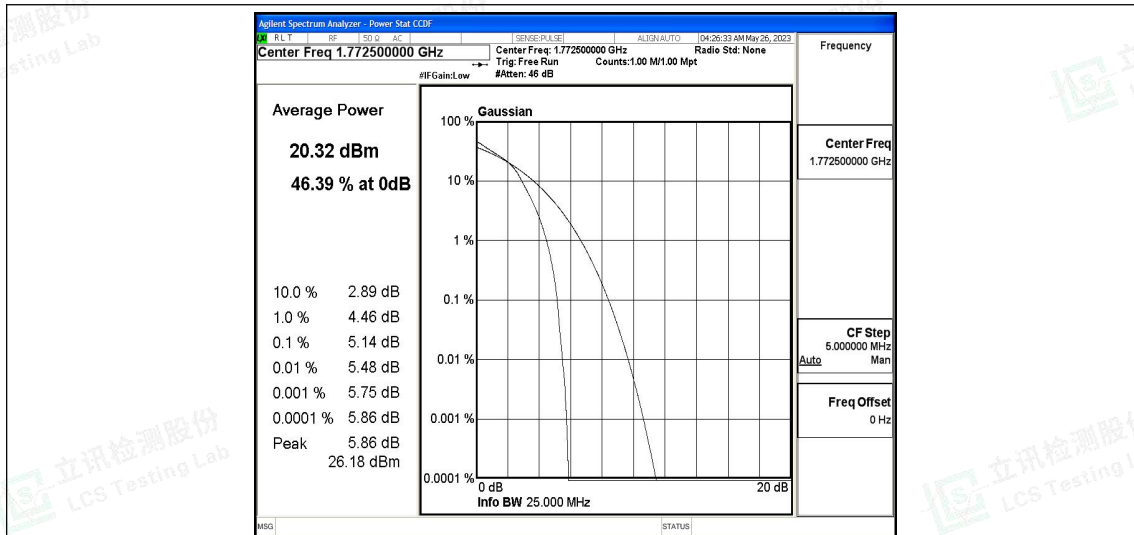 Agilent Spectrum Analyzer - Power Stat CCDF
LXI RLT RF 50 Ω AC SENSE:PULSE ALIGNAUTO 04:26:33 AM May 26, 2023
Center Freq 1.772500000 GHz
Center Freq: 1.772500000 GHz Radio Std: None
Trig: Free Run Counts:1.00 M/1.00 Mpt
#IFGain:Low #Atten: 46 dB
Frequency
Average Power
20.32 dBm
46.39 % at 0dB
10.0 % 2.89 dB
1.0 % 4.46 dB
0.1 % 5.14 dB
0.01 % 5.48 dB
0.001 % 5.75 dB
0.0001 % 5.86 dB
Peak 5.86 dB
26.18 dBm
Gaussian
100 %
10 %
1 %
0.1 %
0.01 %
0.001 %
0.0001 %
0 dB 20 dB
Info BW 25.000 MHz
Center Freq
1.772500000 GHz
CF Step
5.000000 MHz
Auto Man
Freq Offset
0 Hz
MSG STATUS
立讯检测股份
LCS Testing Lab